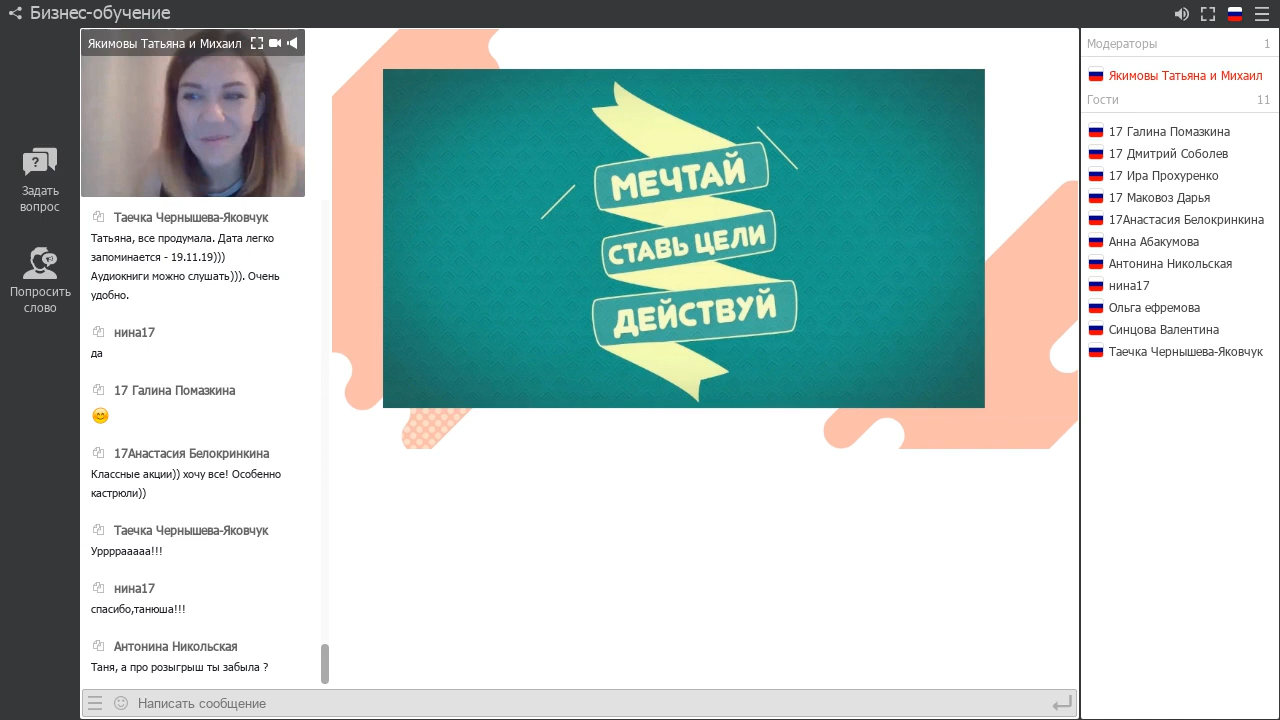 Бизнес-обучение
Задать
вопрос
Попросить
слово
Якимовы Татьяна и Михаил
Таечка Чернышева-Яковчук
Татьяна, все продумала. Дата легко
запоминается - 19.11.19)))
Аудиокниги можно слушать))). Очень
удобно.
нина17
да
17 Галина Помазкина
17Анастасия Белокринкина
Классные акции)) хочу все! Особенно
кастрюли))
Таечка Чернышева-Яковчук
Уррррааааа!!!
нина17
спасибо,танюша!!!
Антонина Никольская
Таня, а про розыгрыш ты забыла ?
Написать сообщение
МЕЧТАЙ
СТАВЬ ЦЕЛИ
ДЕЙСТВУЙ
Модераторы 1
Якимовы Татьяна и Михаил
Гости 11
17 Галина Помазкина
17 Дмитрий Соболев
17 Ира Прохуренко
17 Маковоз Дарья
17Анастасия Белокринкина
Анна Абакумова
Антонина Никольская
нина17
Ольга ефремова
Синцова Валентина
Таечка Чернышева-Яковчук